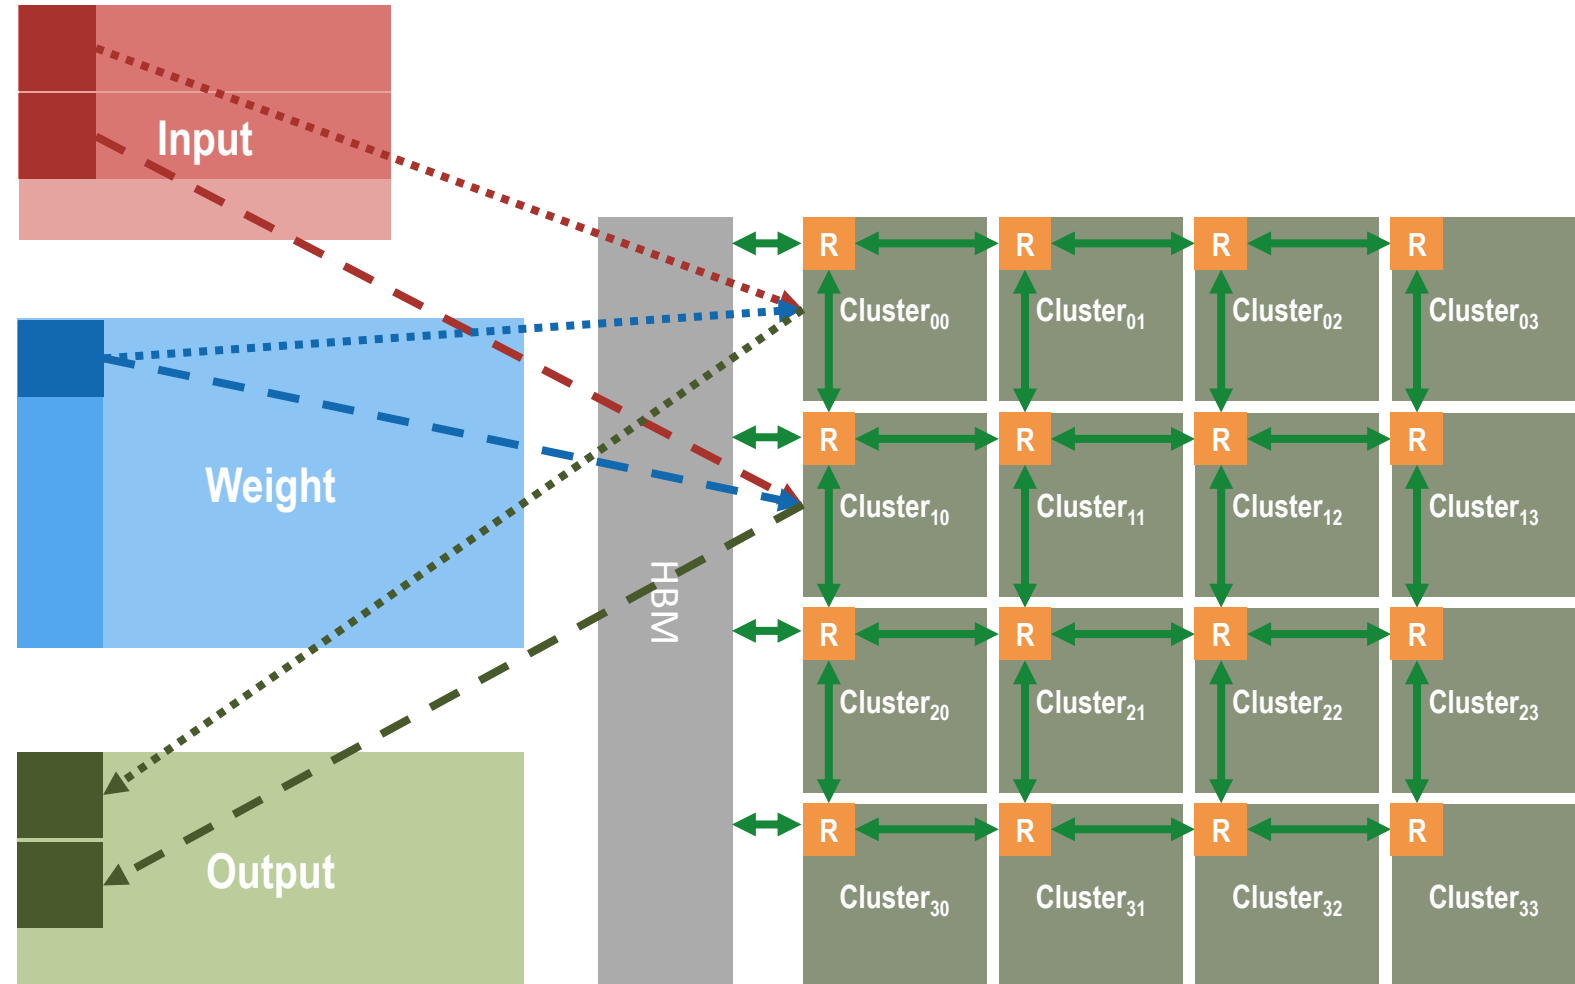 Input
Weight
Output
HBM
R R R R
Cluster00 Cluster01 Cluster02 Cluster03
R R R R
Cluster10 Cluster11 Cluster12 Cluster13
R R R R
Cluster20 Cluster21 Cluster22 Cluster23
R R R R
Cluster30 Cluster31 Cluster32 Cluster33